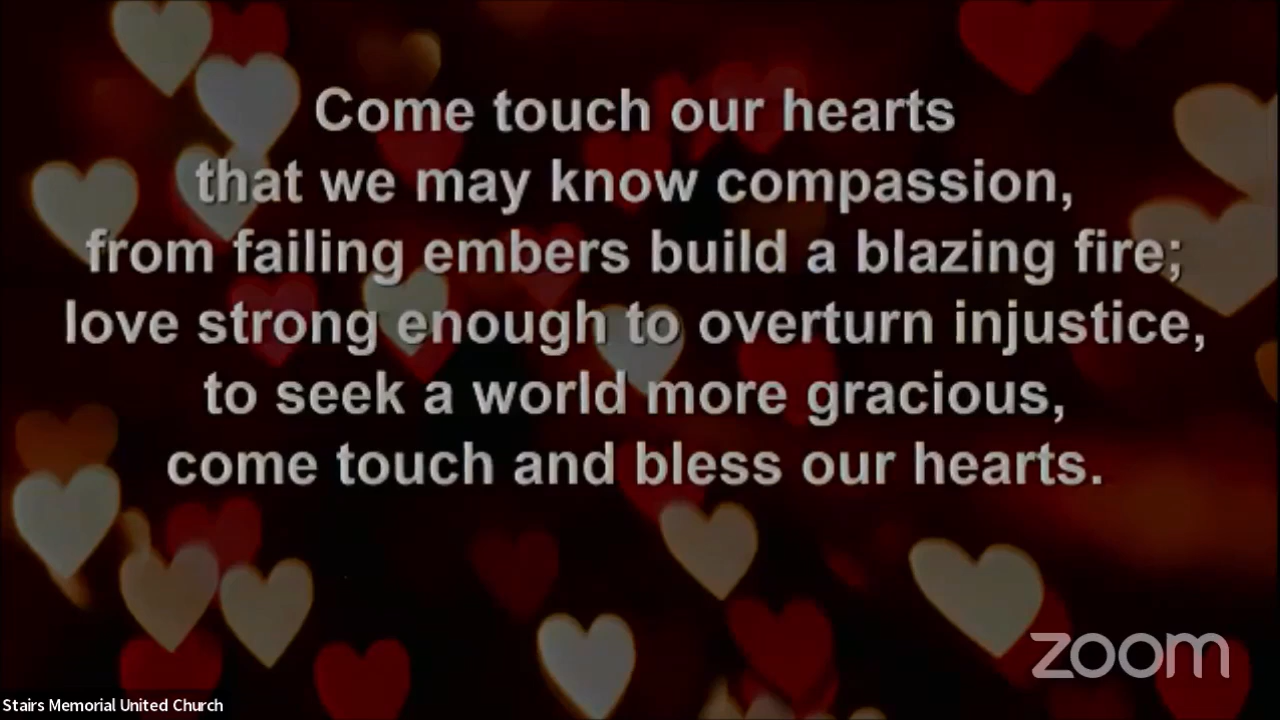 Come touch our hearts
that we may know compassion,
from failing embers build a blazing fire;
love strong enough to overturn injustice,
to seek a world more gracious,
come touch and bless our hearts.
zoom
Stairs Memorial United Church